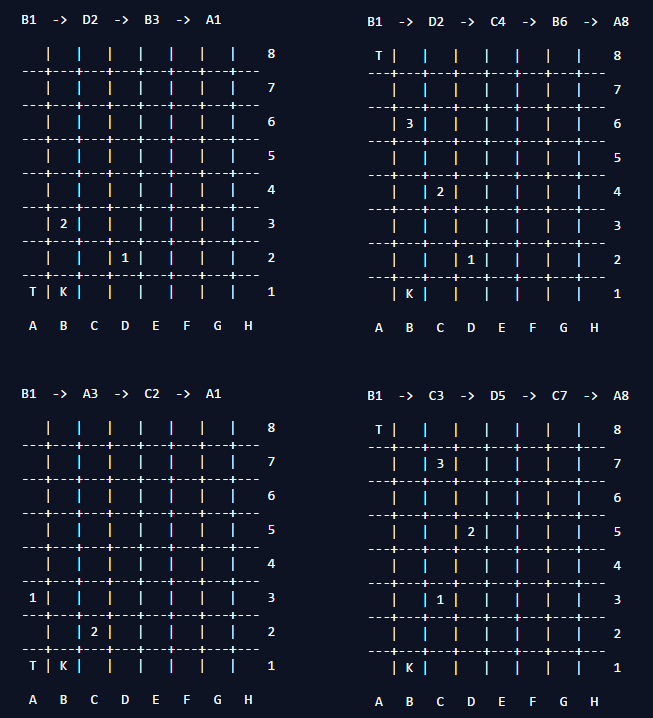 B1  ->  D2  ->  B3  ->  A1
   |   |   |   |   |   |   |    8
---+---+---+---+---+---+---+---
   |   |   |   |   |   |   |    7
---+---+---+---+---+---+---+---
   |   |   |   |   |   |   |    6
---+---+---+---+---+---+---+---
   |   |   |   |   |   |   |    5
---+---+---+---+---+---+---+---
   |   |   |   |   |   |   |    4
---+---+---+---+---+---+---+---
   | 2 |   |   |   |   |   |    3
---+---+---+---+---+---+---+---
   |   |   | 1 |   |   |   |    2
---+---+---+---+---+---+---+---
 T | K |   |   |   |   |   |    1
 A   B   C   D   E   F   G   H
B1  ->  D2  ->  C4  ->  B6  ->  A8
 T |   |   |   |   |   |   |    8
---+---+---+---+---+---+---+---
   |   |   |   |   |   |   |    7
---+---+---+---+---+---+---+---
   | 3 |   |   |   |   |   |    6
---+---+---+---+---+---+---+---
   |   |   |   |   |   |   |    5
---+---+---+---+---+---+---+---
   |   | 2 |   |   |   |   |    4
---+---+---+---+---+---+---+---
   |   |   |   |   |   |   |    3
---+---+---+---+---+---+---+---
   |   |   | 1 |   |   |   |    2
---+---+---+---+---+---+---+---
   | K |   |   |   |   |   |    1
 A   B   C   D   E   F   G   H
B1  ->  A3  ->  C2  ->  A1
   |   |   |   |   |   |   |    8
---+---+---+---+---+---+---+---
   |   |   |   |   |   |   |    7
---+---+---+---+---+---+---+---
   |   |   |   |   |   |   |    6
---+---+---+---+---+---+---+---
   |   |   |   |   |   |   |    5
---+---+---+---+---+---+---+---
   |   |   |   |   |   |   |    4
---+---+---+---+---+---+---+---
 1 |   |   |   |   |   |   |    3
---+---+---+---+---+---+---+---
   |   | 2 |   |   |   |   |    2
---+---+---+---+---+---+---+---
 T | K |   |   |   |   |   |    1
 A   B   C   D   E   F   G   H
B1  ->  C3  ->  D5  ->  C7  ->  A8
 T |   |   |   |   |   |   |    8
---+---+---+---+---+---+---+---
   |   | 3 |   |   |   |   |    7
---+---+---+---+---+---+---+---
   |   |   |   |   |   |   |    6
---+---+---+---+---+---+---+---
   |   |   | 2 |   |   |   |    5
---+---+---+---+---+---+---+---
   |   |   |   |   |   |   |    4
---+---+---+---+---+---+---+---
   |   | 1 |   |   |   |   |    3
---+---+---+---+---+---+---+---
   |   |   |   |   |   |   |    2
---+---+---+---+---+---+---+---
   | K |   |   |   |   |   |    1
 A   B   C   D   E   F   G   H